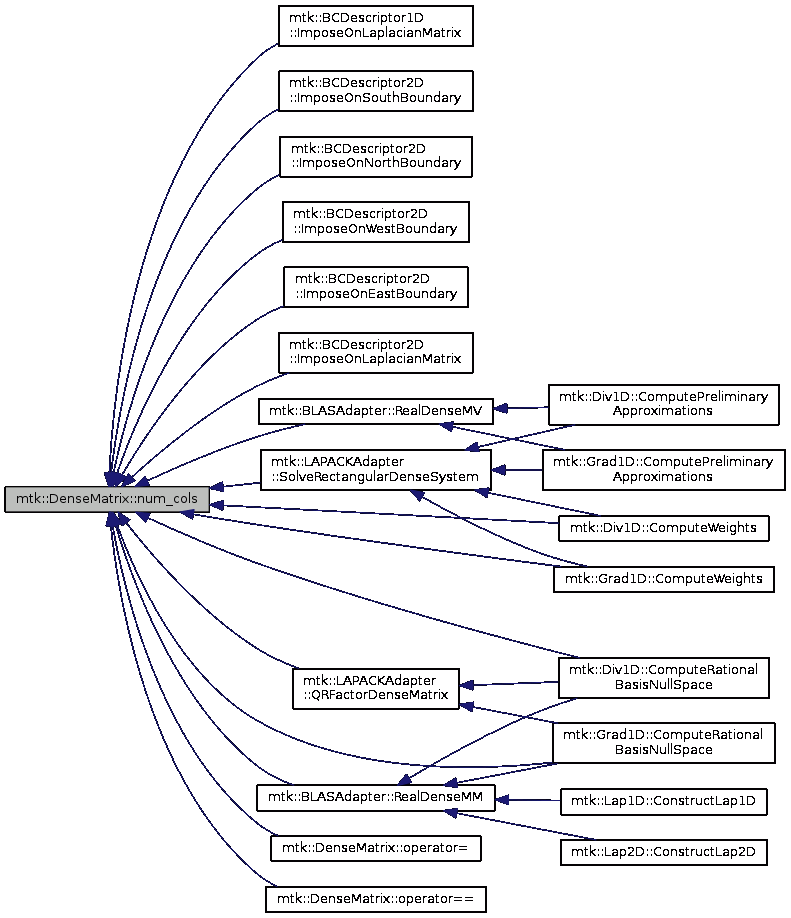 mtk::BCDescriptor1D
::ImposeOnLaplacianMatrix
mtk::BCDescriptor2D
::ImposeOnSouthBoundary
mtk::BCDescriptor2D
::ImposeOnNorthBoundary
mtk::BCDescriptor2D
::ImposeOnWestBoundary
mtk::BCDescriptor2D
::ImposeOnEastBoundary
mtk::BCDescriptor2D
::ImposeOnLaplacianMatrix
mtk::BLASAdapter::RealDenseMV
mtk::Div1D::ComputePreliminary
Approximations
mtk::LAPACKAdapter
::SolveRectangularDenseSystem
mtk::Grad1D::ComputePreliminary
Approximations
mtk::DenseMatrix::num_cols
mtk::Div1D::ComputeWeights
mtk::Grad1D::ComputeWeights
mtk::LAPACKAdapter
::QRFactorDenseMatrix
mtk::Div1D::ComputeRational
BasisNullSpace
mtk::Grad1D::ComputeRational
BasisNullSpace
mtk::BLASAdapter::RealDenseMM
mtk::Lap1D::ConstructLap1D
mtk::DenseMatrix::operator=
mtk::Lap2D::ConstructLap2D
mtk::DenseMatrix::operator==